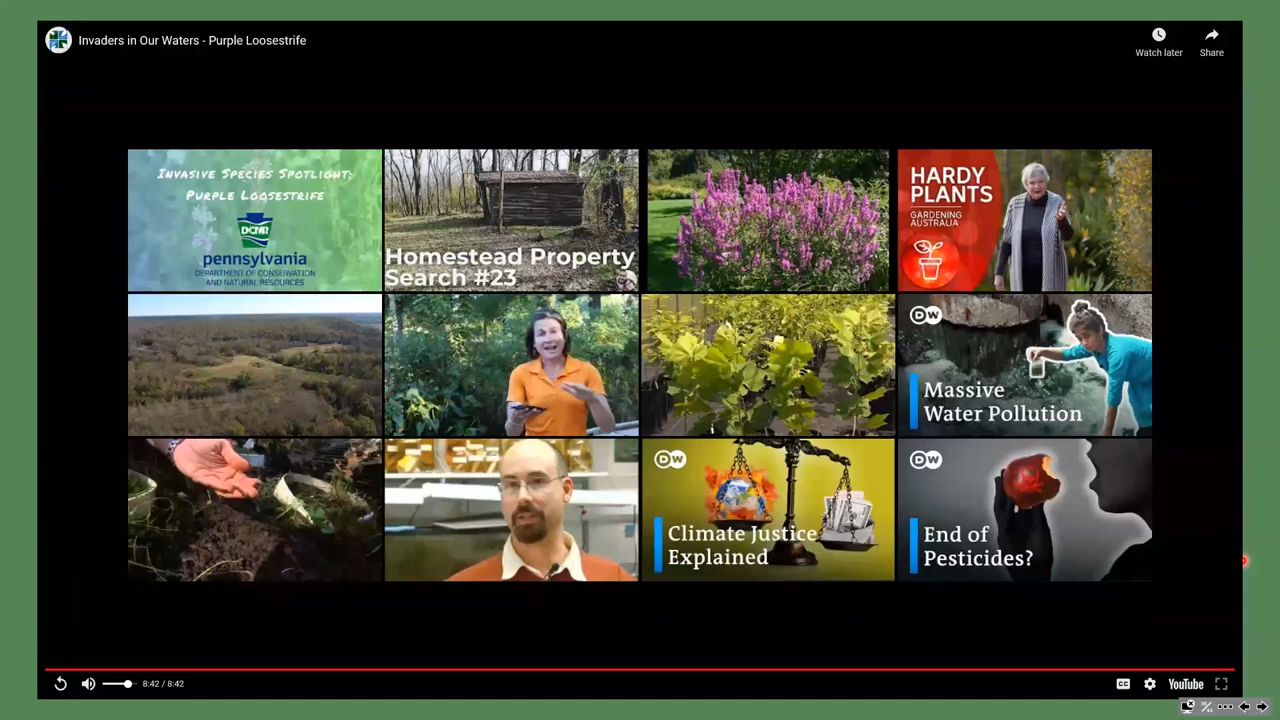 Invaders in Our Waters - Purple Loosestrife
Watch later
Share
INVASIVE SPECIES SPOTLIGHT:
PURPLE LOOSESTRIFE
DCNR
pennsylvania
DEPARTMENT OF CONSERVATION
AND NATURAL RESOURCES
Homestead Property
Search #23
HARDY
PLANTS
GARDENING
AUSTRALIA
DW
Massive
Water Pollution
DW
Climate Justice
Explained
DW
End of
Pesticides?
8:42 / 8:42
CC
YouTube